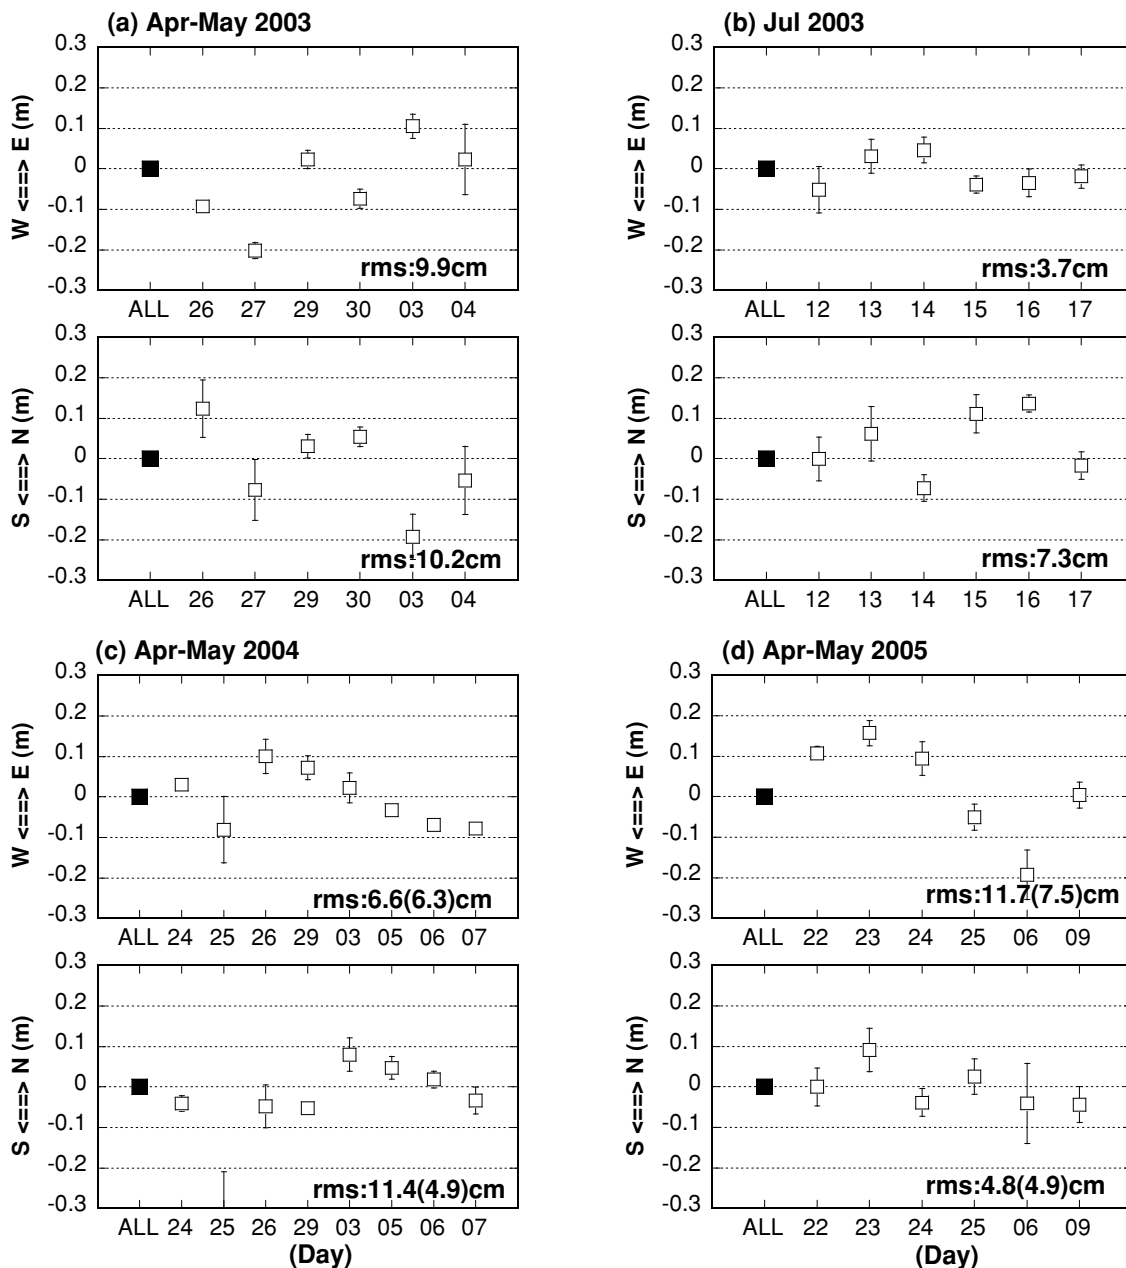 (a) Apr-May 2003
0.3
0.2
0.1
0
-0.1
-0.2
-0.3
W <==> E (m)
rms:9.9cm
ALL 26 27 29 30 03 04
0.3
0.2
0.1
0
-0.1
-0.2
-0.3
S <==> N (m)
rms:10.2cm
ALL 26 27 29 30 03 04
(b) Jul 2003
0.3
0.2
0.1
0
-0.1
-0.2
-0.3
W <==> E (m)
rms:3.7cm
ALL 12 13 14 15 16 17
0.3
0.2
0.1
0
-0.1
-0.2
-0.3
S <==> N (m)
rms:7.3cm
ALL 12 13 14 15 16 17
(c) Apr-May 2004
0.3
0.2
0.1
0
-0.1
-0.2
-0.3
W <==> E (m)
rms:6.6(6.3)cm
ALL 24 25 26 29 03 05 06 07
0.3
0.2
0.1
0
-0.1
-0.2
-0.3
S <==> N (m)
rms:11.4(4.9)cm
ALL 24 25 26 29 03 05 06 07
(Day)
(d) Apr-May 2005
0.3
0.2
0.1
0
-0.1
-0.2
-0.3
W <==> E (m)
rms:11.7(7.5)cm
ALL 22 23 24 25 06 09
0.3
0.2
0.1
0
-0.1
-0.2
-0.3
S <==> N (m)
rms:4.8(4.9)cm
ALL 22 23 24 25 06 09
(Day)